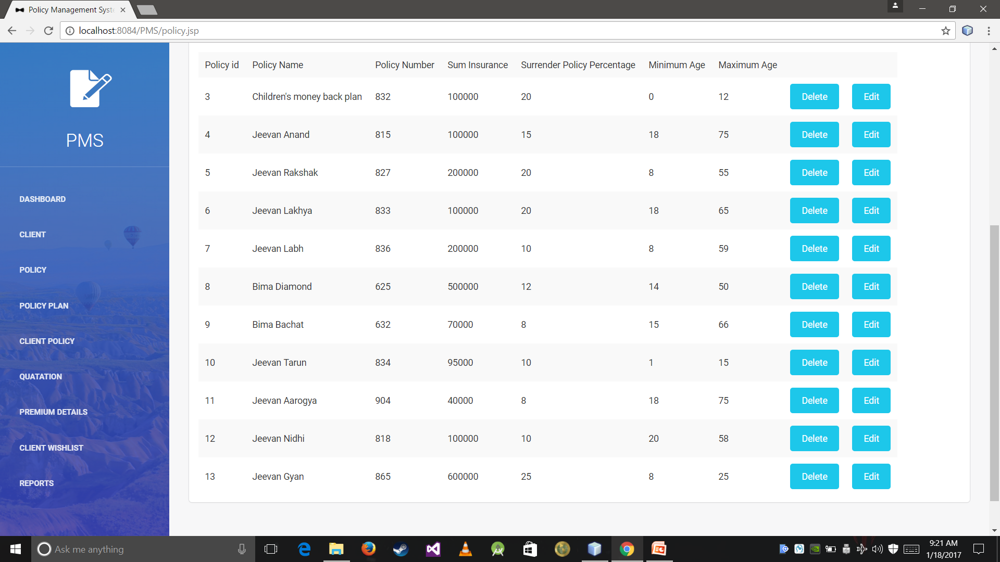 Policy Management Syste
localhost:8084/PMS/policy.jsp
PMS
DASHBOARD
CLIENT
POLICY
POLICY PLAN
CLIENT POLICY
QUATATION
PREMIUM DETAILS
CLIENT WISHLIST
REPORTS
Policy id Policy Name Policy Number Sum Insurance Surrender Policy Percentage Minimum Age Maximum Age
3 Children's money back plan 832 100000 20 0 12 Delete Edit
4 Jeevan Anand 815 100000 15 18 75 Delete Edit
5 Jeevan Rakshak 827 200000 20 8 55 Delete Edit
6 Jeevan Lakhya 833 100000 20 18 65 Delete Edit
7 Jeevan Labh 836 200000 10 8 59 Delete Edit
8 Bima Diamond 625 500000 12 14 50 Delete Edit
9 Bima Bachat 632 70000 8 15 66 Delete Edit
10 Jeevan Tarun 834 95000 10 1 15 Delete Edit
11 Jeevan Aarogya 904 40000 8 18 75 Delete Edit
12 Jeevan Nidhi 818 100000 10 20 58 Delete Edit
13 Jeevan Gyan 865 600000 25 8 25 Delete Edit
Ask me anything
9:21 AM
1/18/2017